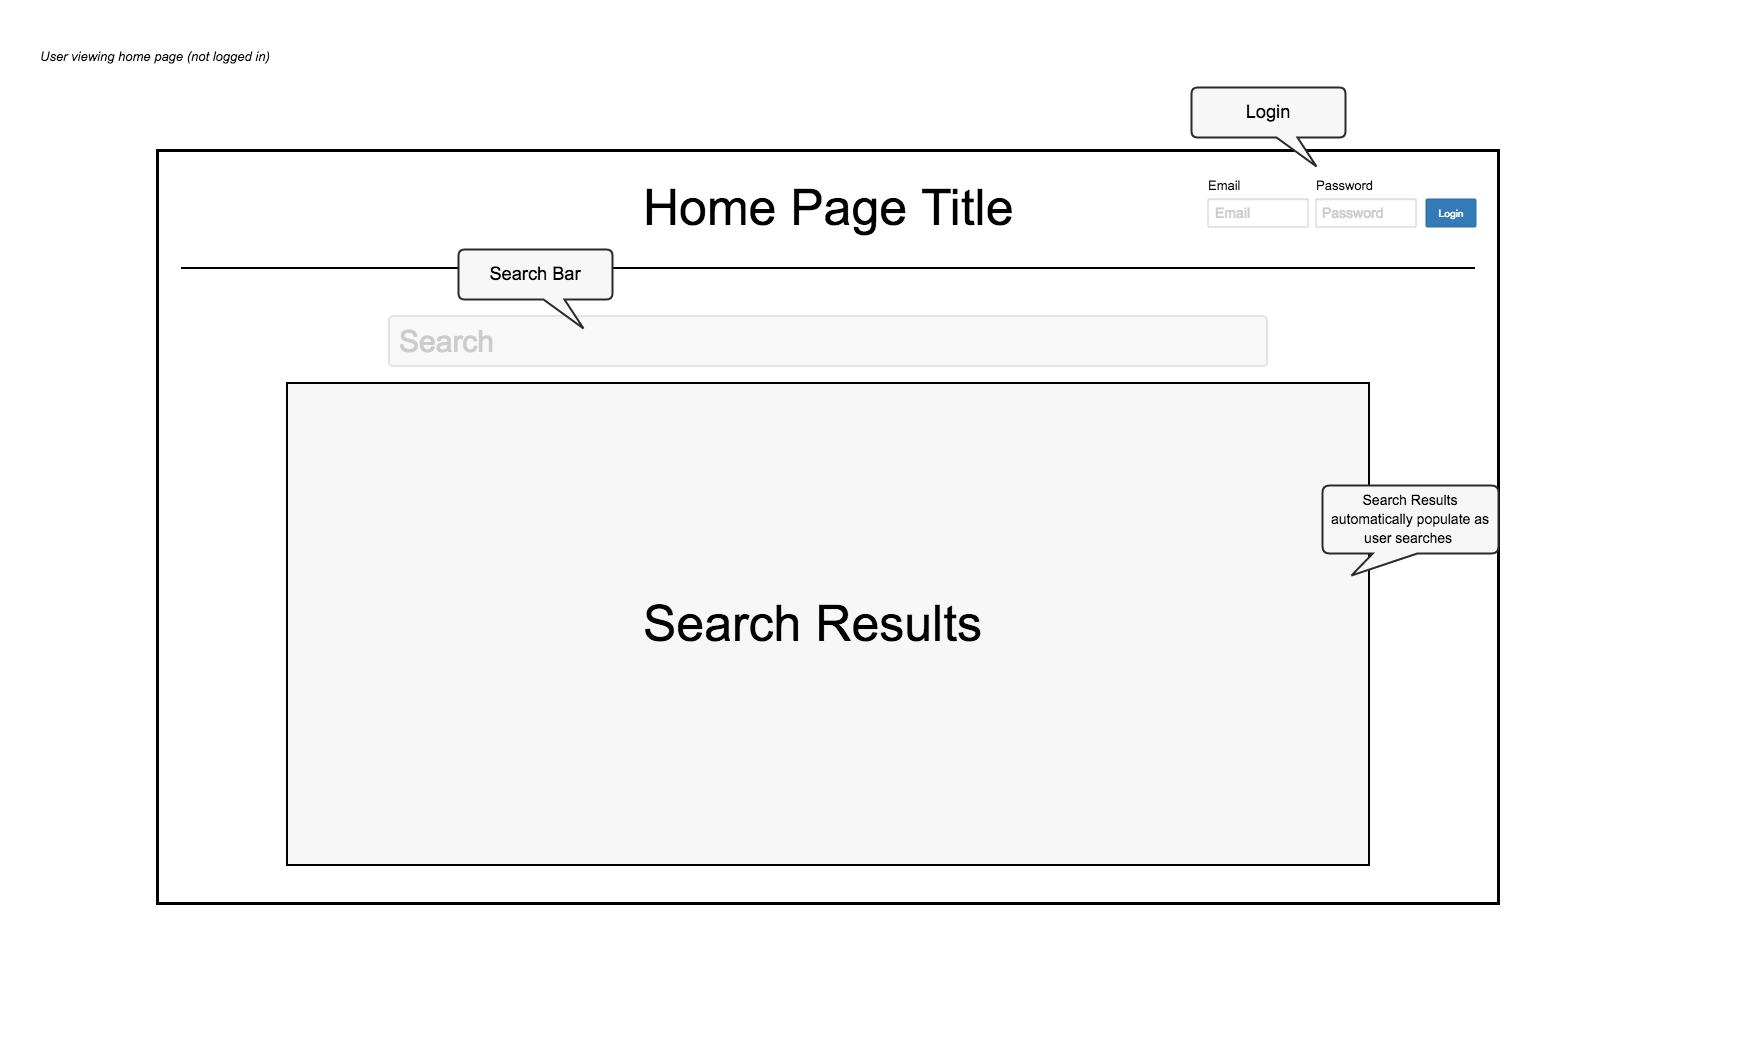 User viewing home page (not logged in)
Login
Home Page Title
Email
Password
Email
Password
Login
Search Bar
Search
Search Results
automatically populate as
user searches
Search Results